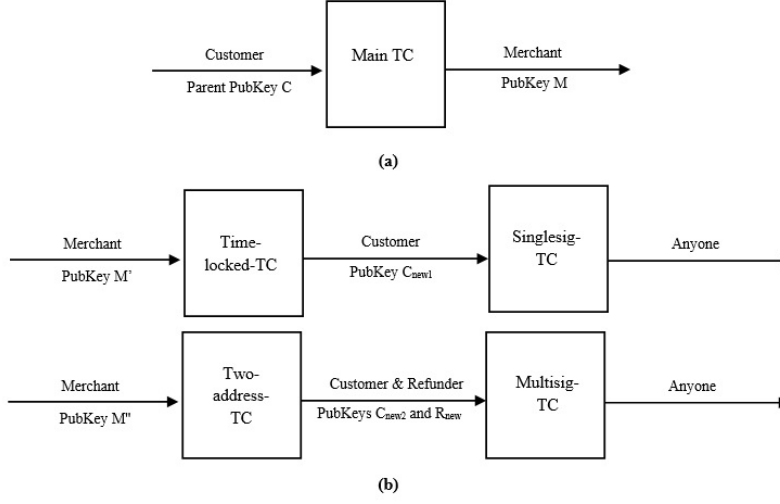 Customer
Parent PubKey C
Main TC
Merchant
PubKey M
(a)
Merchant
PubKey M'
Time-
locked-TC
Customer
PubKey Cnew1
Singlesig-
TC
Anyone
Merchant
PubKey M"
Two-
address-
TC
Customer & Refunder
PubKeys Cnew2 and Rnew
Multisig-
TC
Anyone
(b)